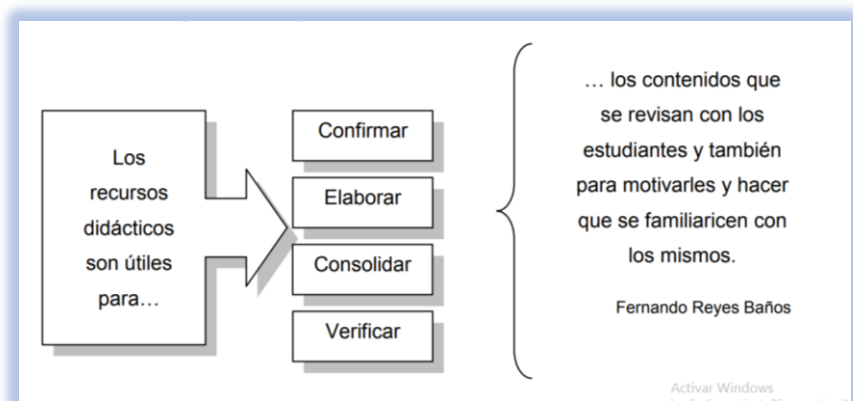 Los
recursos
didácticos
son útiles
para…
Confirmar
Elaborar
Consolidar
Verificar
… los contenidos que
se revisan con los
estudiantes y también
para motivarles y hacer
que se familiaricen con
los mismos.
Fernando Reyes Baños
Activar Windows